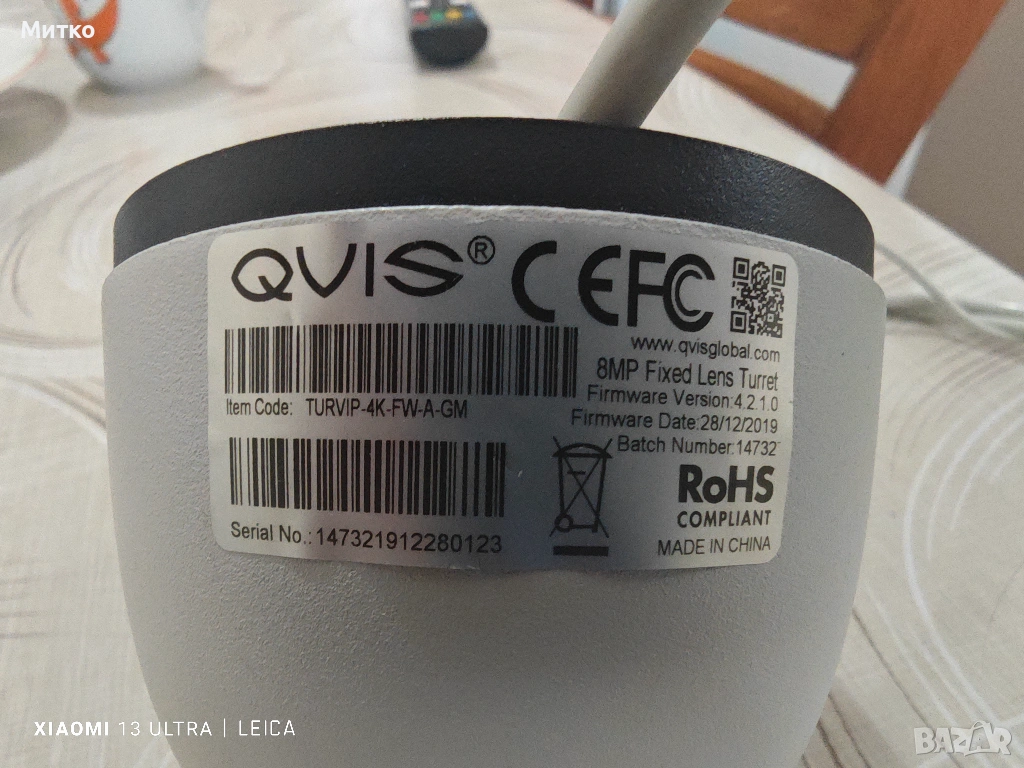 Митко
QVIS® CE FC
www.qvisglobal.com
8MP Fixed Lens Turret
Firmware Version:4.2.1.0
Firmware Date:28/12/2019
Batch Number:14732
Item Code: TURVIP-4K-FW-A-GM
RoHS
COMPLIANT
Serial No.:147321912280123
MADE IN CHINA
XIAOMI 13 ULTRA | LEICA
BAZAR